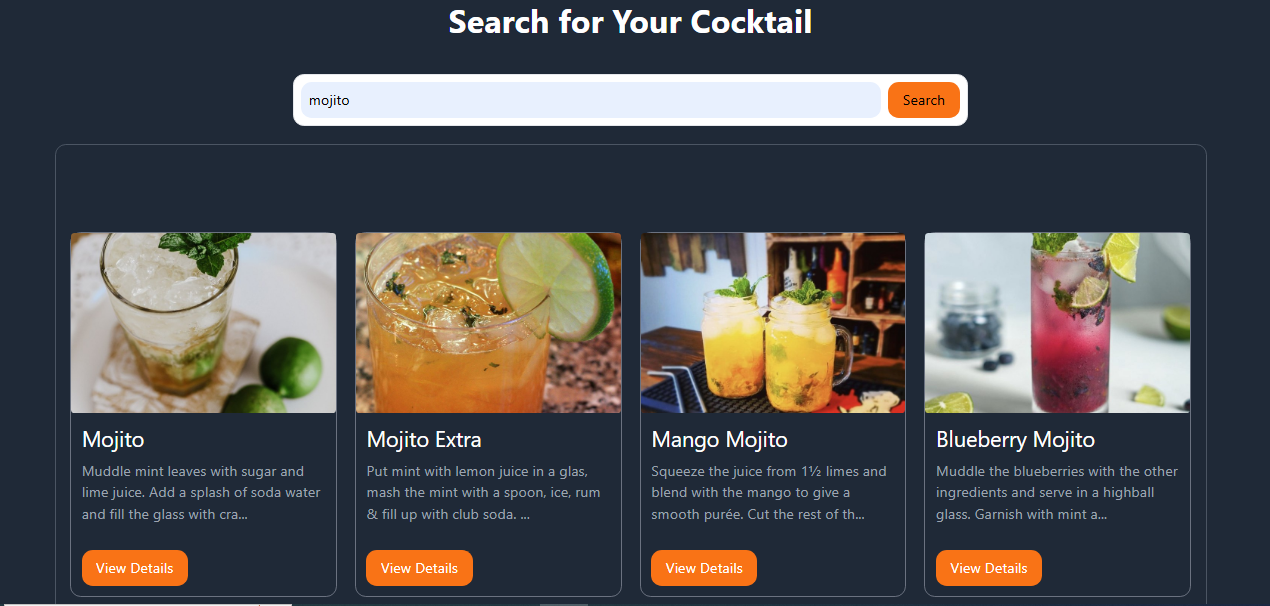 Search for Your Cocktail
mojito
Search
Mojito
Muddle mint leaves with sugar and
lime juice. Add a splash of soda water
and fill the glass with cra...
View Details
Mojito Extra
Put mint with lemon juice in a glas,
mash the mint with a spoon, ice, rum
& fill up with club soda. ...
View Details
Mango Mojito
Squeeze the juice from 1½ limes and
blend with the mango to give a
smooth purée. Cut the rest of th...
View Details
Blueberry Mojito
Muddle the blueberries with the other
ingredients and serve in a highball
glass. Garnish with mint a...
View Details